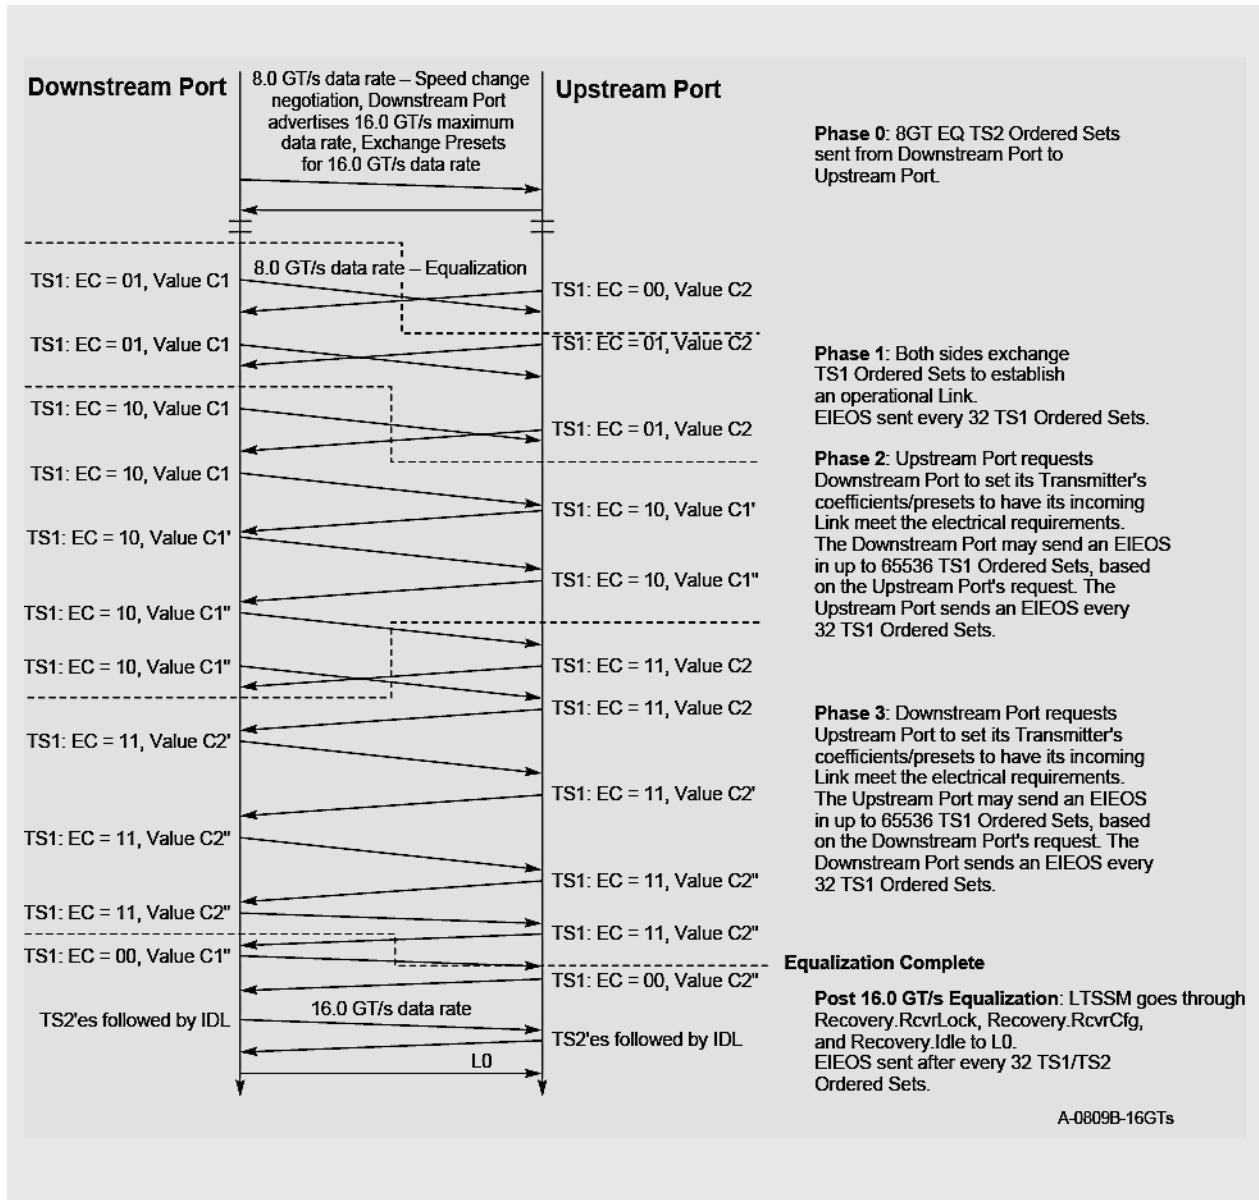 Downstream Port
8.0 GT/s data rate – Speed change
negotiation, Downstream Port
advertises 16.0 GT/s maximum
data rate, Exchange Presets
for 16.0 GT/s data rate
Upstream Port
Phase 0: 8GT EQ TS2 Ordered Sets
sent from Downstream Port to
Upstream Port.
8.0 GT/s data rate – Equalization
TS1: EC = 01, Value C1
TS1: EC = 00, Value C2
TS1: EC = 01, Value C1
TS1: EC = 01, Value C2
Phase 1: Both sides exchange
TS1 Ordered Sets to establish
an operational Link.
EIEOS sent every 32 TS1 Ordered Sets.
TS1: EC = 10, Value C1
TS1: EC = 01, Value C2
TS1: EC = 10, Value C1
Phase 2: Upstream Port requests
Downstream Port to set its Transmitter's
coefficients/presets to have its incoming
Link meet the electrical requirements.
The Downstream Port may send an EIEOS
in up to 65536 TS1 Ordered Sets, based
on the Upstream Port's request. The
Upstream Port sends an EIEOS every
32 TS1 Ordered Sets.
TS1: EC = 10, Value C1'
TS1: EC = 10, Value C1'
TS1: EC = 10, Value C1"
TS1: EC = 10, Value C1"
TS1: EC = 10, Value C1"
TS1: EC = 11, Value C2
TS1: EC = 11, Value C2
Phase 3: Downstream Port requests
Upstream Port to set its Transmitter's
coefficients/presets to have its incoming
Link meet the electrical requirements.
The Upstream Port may send an EIEOS
in up to 65536 TS1 Ordered Sets, based
on the Downstream Port's request. The
Downstream Port sends an EIEOS every
32 TS1 Ordered Sets.
TS1: EC = 11, Value C2'
TS1: EC = 11, Value C2'
TS1: EC = 11, Value C2"
TS1: EC = 11, Value C2"
TS1: EC = 11, Value C2"
TS1: EC = 11, Value C2"
TS1: EC = 00, Value C1"
Equalization Complete
TS1: EC = 00, Value C2"
16.0 GT/s data rate
TS2'es followed by IDL
TS2'es followed by IDL
L0
Post 16.0 GT/s Equalization: LTSSM goes through
Recovery.RcvrLock, Recovery.RcvrCfg,
and Recovery.Idle to L0.
EIEOS sent after every 32 TS1/TS2
Ordered Sets.
A-0809B-16GTs